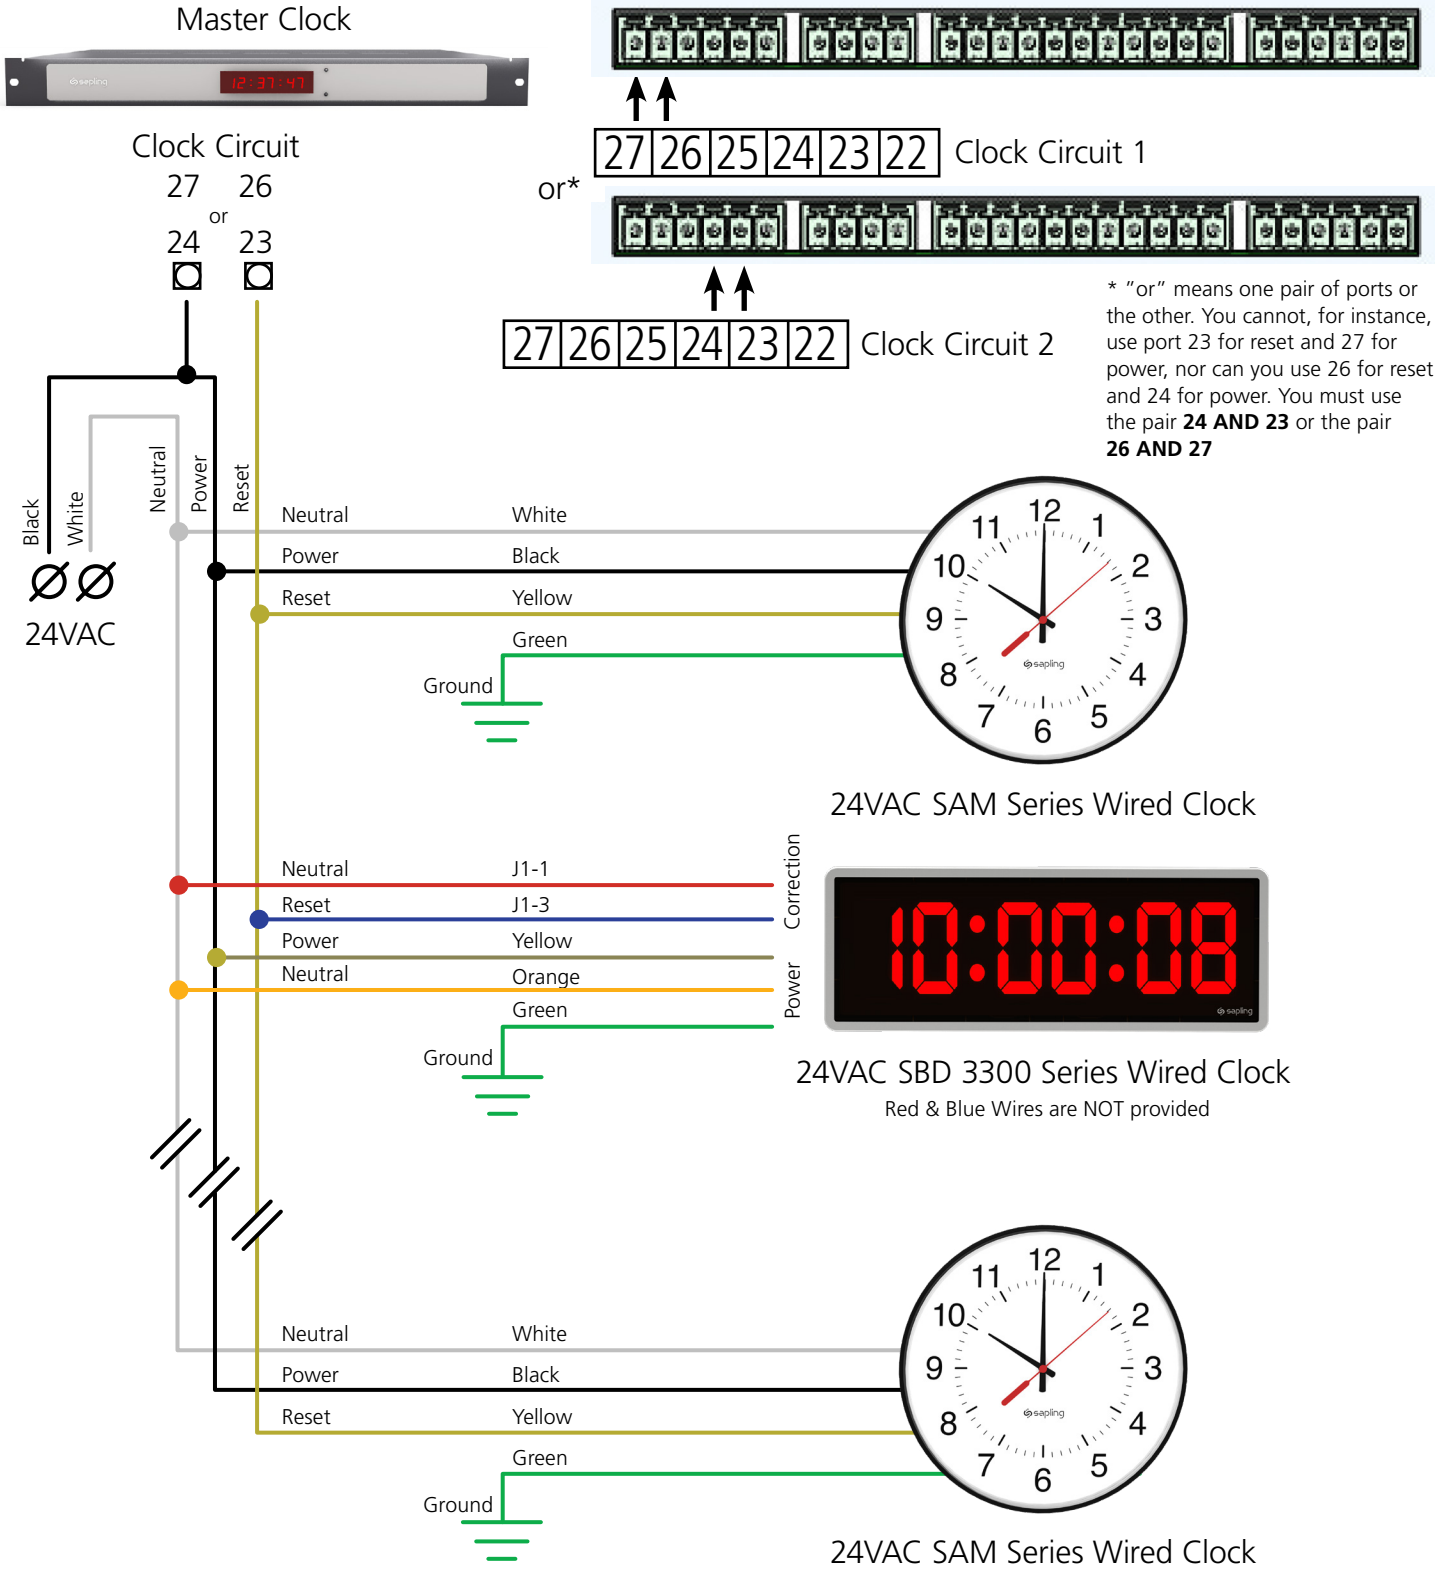 Master Clock
sapling
12:37:47
Clock Circuit
27 26
or
24 23
27 26 25 24 23 22 Clock Circuit 1
or*
27 26 25 24 23 22 Clock Circuit 2
* "or" means one pair of ports or
the other. You cannot, for instance,
use port 23 for reset and 27 for
power, nor can you use 26 for reset
and 24 for power. You must use
the pair 24 AND 23 or the pair
26 AND 27
Black
White
Neutral
Power
Reset
24VAC
Neutral White
Power Black
Reset Yellow
Green
Ground
12
1
2
3
4
5
6
7
8
9
10
11
sapling
24VAC SAM Series Wired Clock
Neutral J1-1
Reset J1-3
Power Yellow
Neutral Orange
Green
Ground
Correction
Power
10:00:08
sapling
24VAC SBD 3300 Series Wired Clock
Red & Blue Wires are NOT provided
Neutral White
Power Black
Reset Yellow
Green
Ground
12
1
2
3
4
5
6
7
8
9
10
11
sapling
24VAC SAM Series Wired Clock